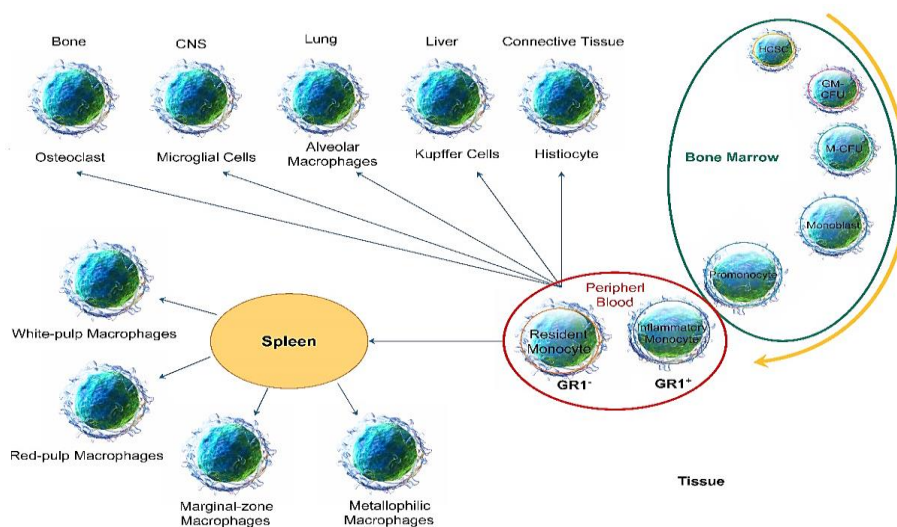 Bone
CNS
Lung
Liver
Connective Tissue
Osteoclast
Microglial Cells
Alveolar
Macrophages
Kupffer Cells
Histiocyte
HCSC
GM-
CFU
M-CFU
Bone Marrow
Monoblast
Promonocyte
Peripherl
Blood
Resident
Monocyte
Inflammatory
Monocyte
GR1-
GR1+
White-pulp Macrophages
Spleen
Red-pulp Macrophages
Marginal-zone
Macrophages
Metallophilic
Macrophages
Tissue